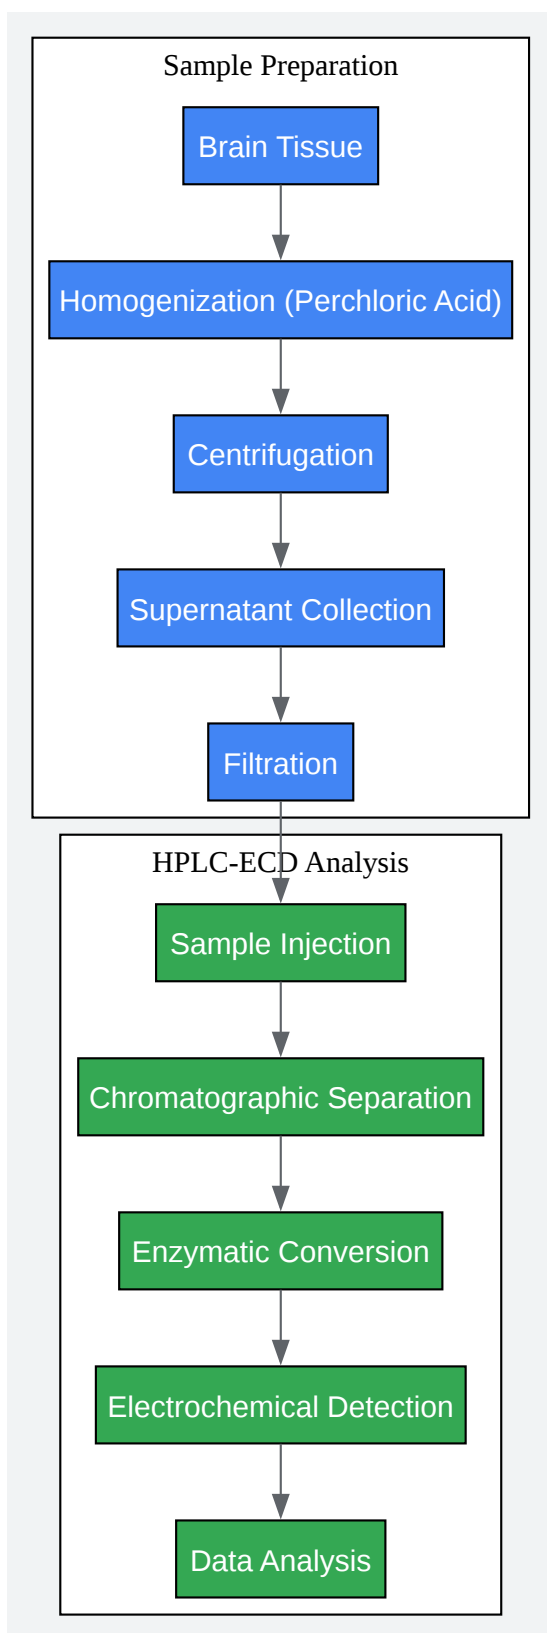 Sample Preparation
Brain Tissue
Homogenization (Perchloric Acid)
Centrifugation
Supernatant Collection
Filtration
HPLC-ECD Analysis
Sample Injection
Chromatographic Separation
Enzymatic Conversion
Electrochemical Detection
Data Analysis